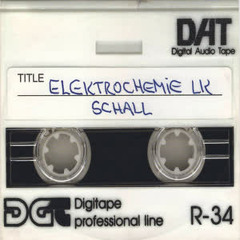 DAT
Digital Audio Tape
TITLE
ELEKTROCHEMIE LK
SCHALL
DGT
Digitape
professional line
R-34